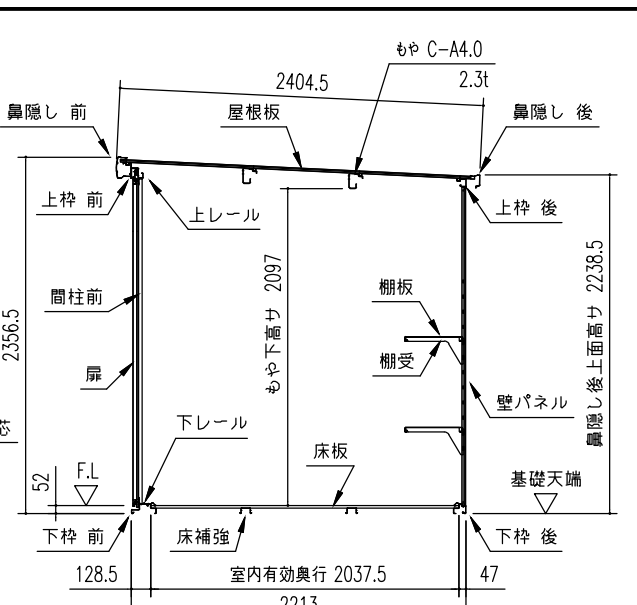 もや C-A4.0
2404.5
2.3t
鼻隠し 前
屋根板
鼻隠し 後
上枠 前
上レール
上枠 後
間柱前
2356.5
もや下高サ 2097
棚板
棚受
鼻隠し後上面高サ 2238.5
扉
壁パネル
下レール
床板
52
F.L
基礎天端
下枠 前
床補強
下枠 後
128.5
室内有効奥行 2037.5
47
2213